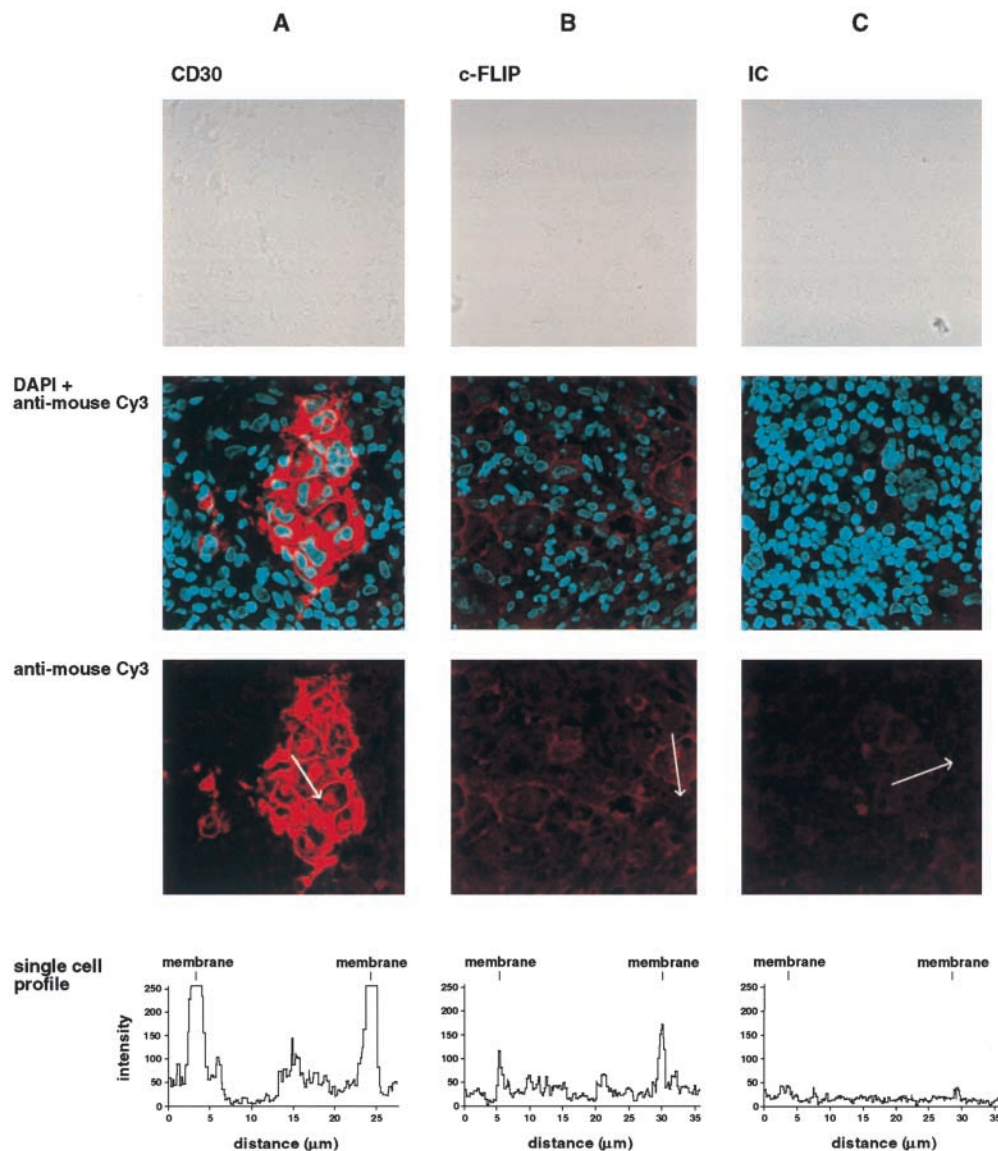 A B C
CD30 c-FLIP IC
DAPI +
anti-mouse Cy3
anti-mouse Cy3
single cell
profile
membrane membrane membrane membrane membrane membrane
intensity
250 250 250
200 200 200
150 150 150
100 100 100
50 50 50
0 0 0
0 5 10 15 20 25 0 5 10 15 20 25 30 35 0 5 10 15 20 25 30 35
distance (μm) distance (μm) distance (μm)